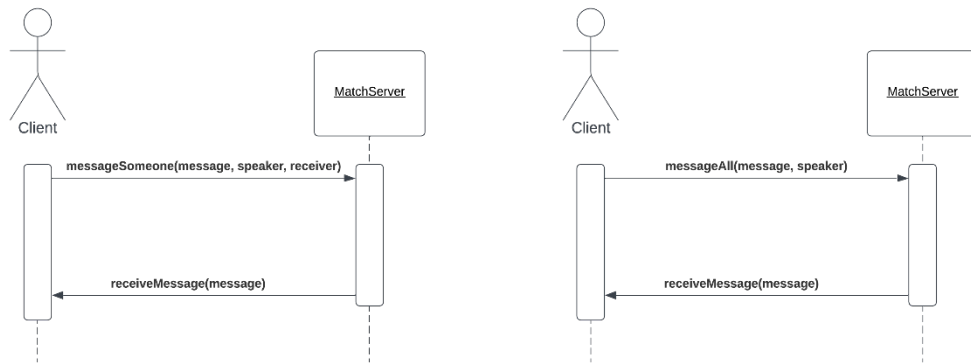 MatchServer
Client
messageSomeone(message, speaker, receiver)
receiveMessage(message)
MatchServer
Client
messageAll(message, speaker)
receiveMessage(message)